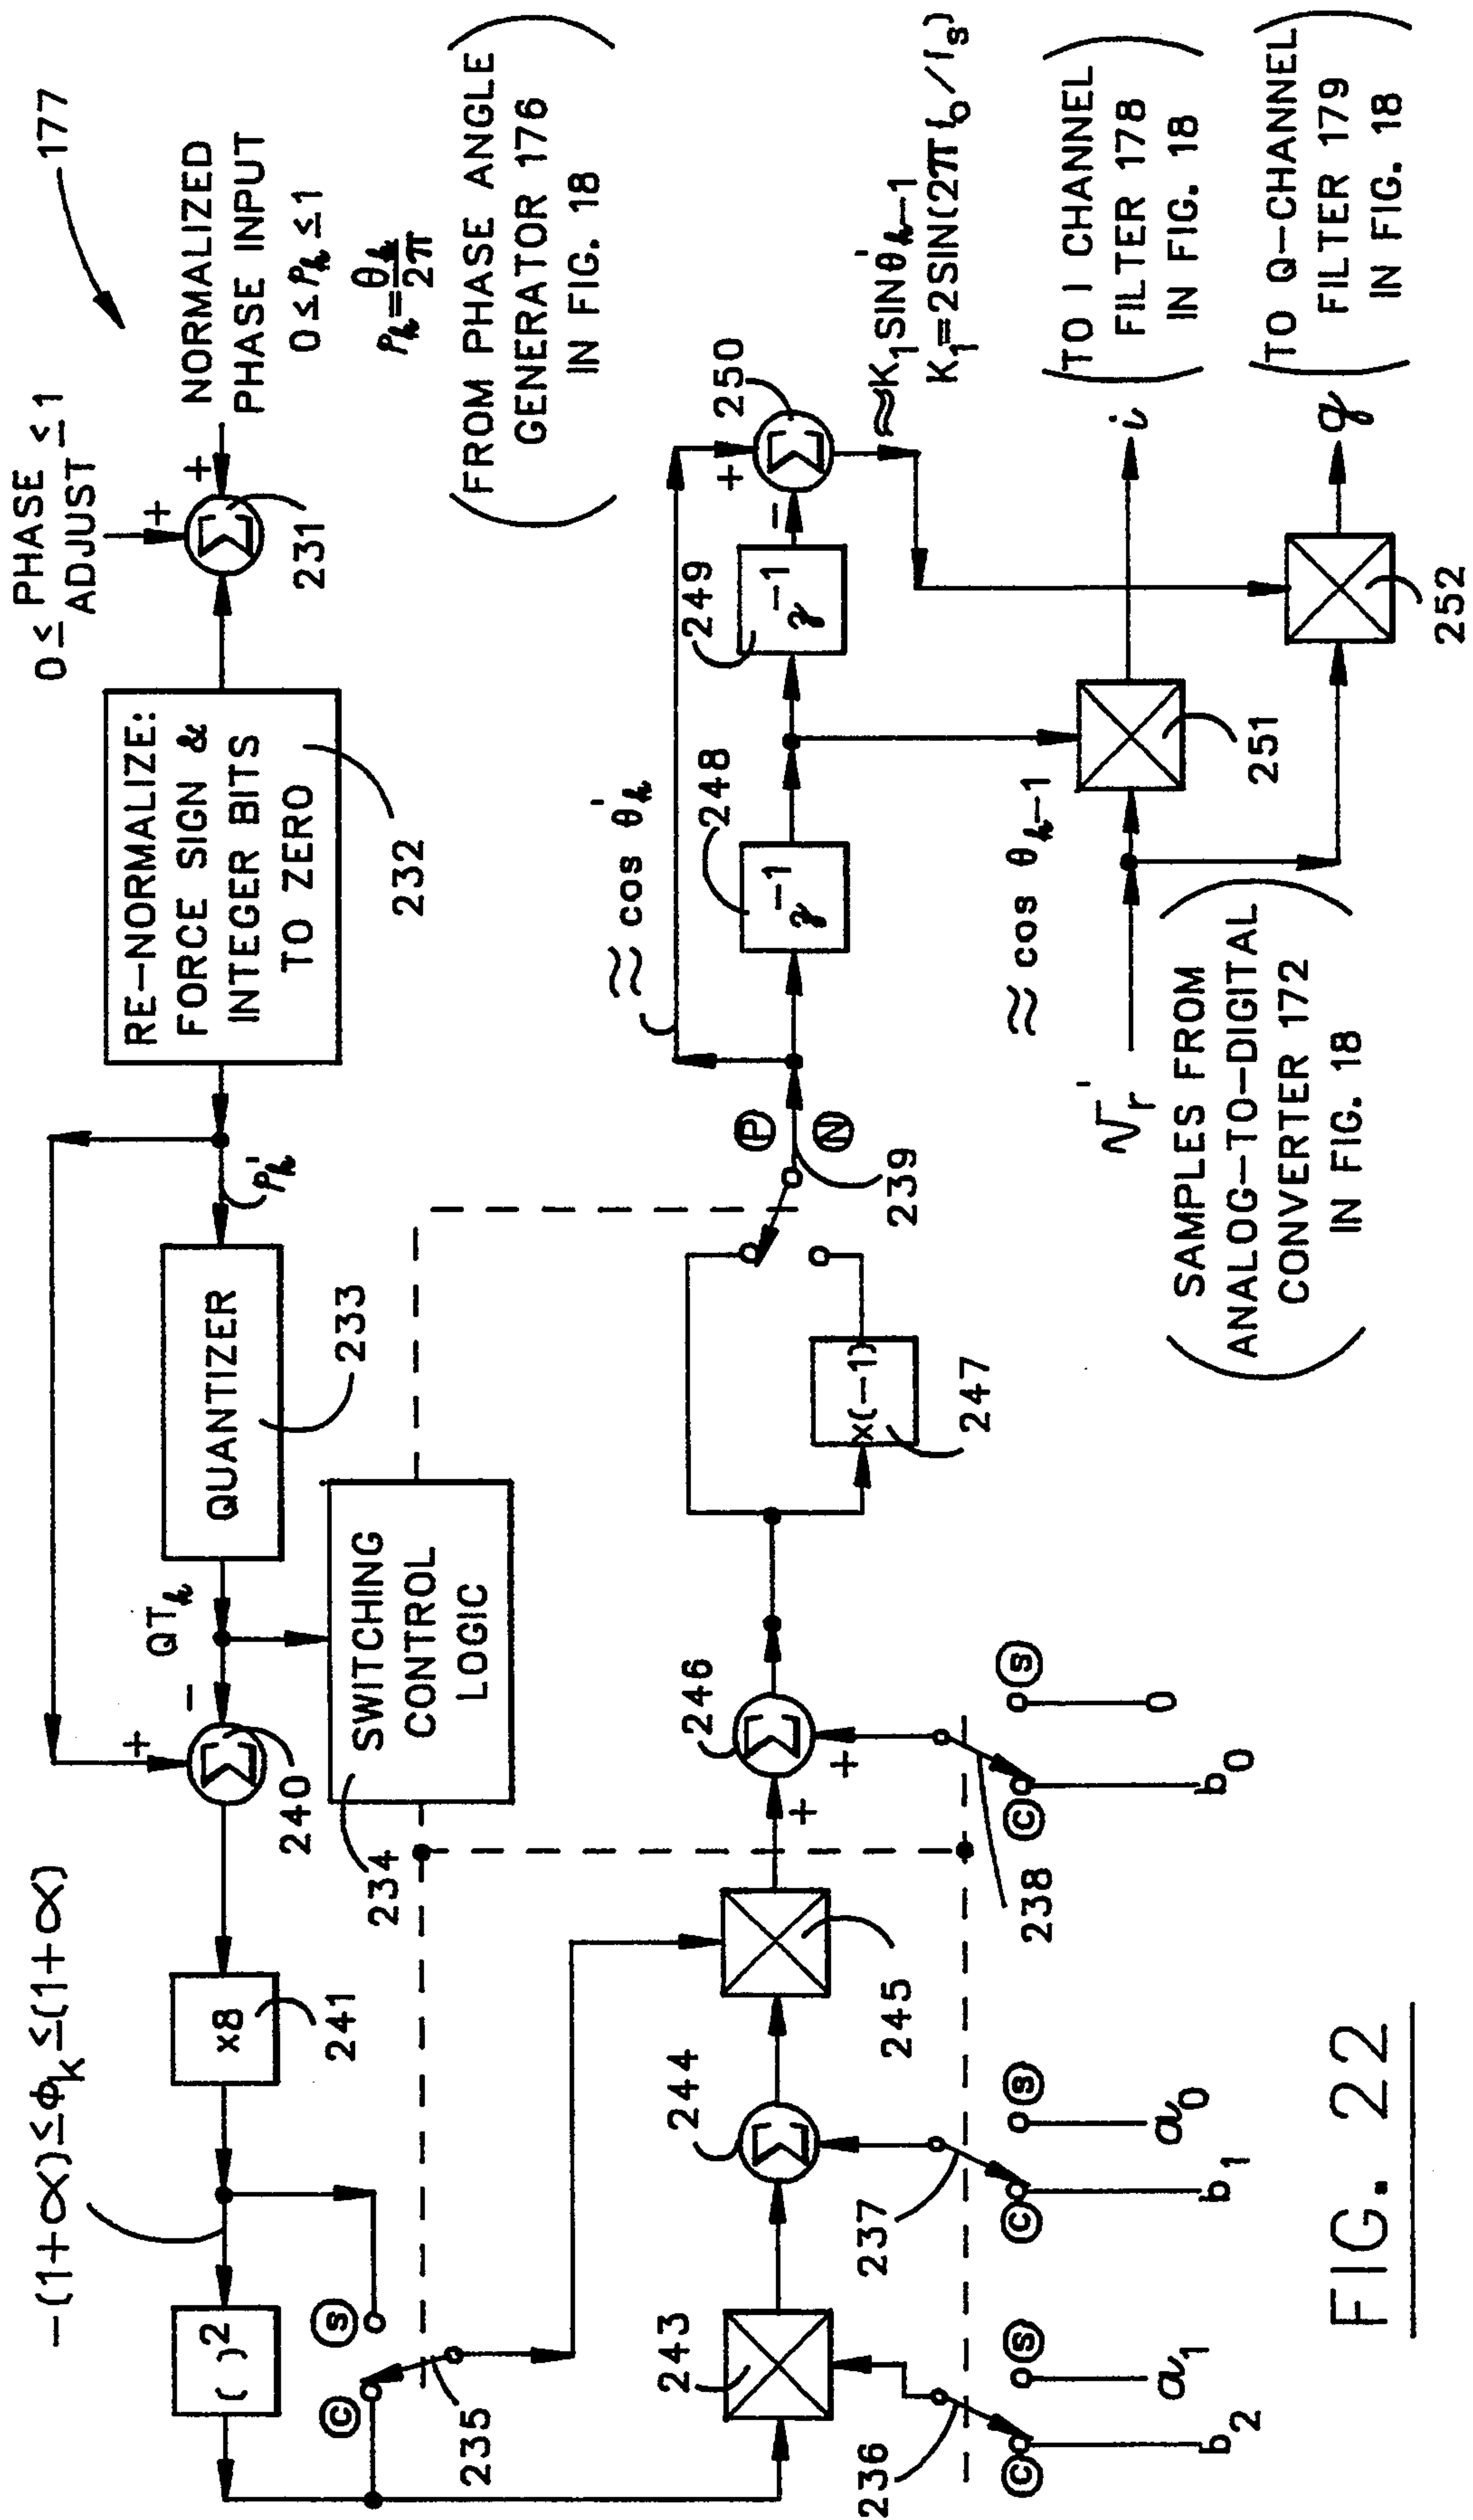 177
0 ≤ PHASE ≤ 1
ADJUST
NORMALIZED
PHASE INPUT
0 ≤ ρk ≤ 1
ρk = θk
2π
+
+
Σ
231
(FROM PHASE ANGLE
GENERATOR 176
IN FIG. 18)
RE-NORMALIZE:
FORCE SIGN &
INTEGER BITS
TO ZERO
232
ρ'k
QUANTIZER
233
QTk
SWITCHING
CONTROL
LOGIC
234
+
-
Σ
240
x8
241
-(1+α) ≤ Φk ≤ (1+α)
( )²
Ⓒ
Ⓢ
235
243
236
Ⓒ
Ⓢ
b2
a1
Σ
244
237
Ⓒ
Ⓢ
b1
a0
245
+
Σ
246
+
238
Ⓒ
Ⓢ
b0
0
x(-1)
247
Ⓟ
Ⓝ
239
≈ cos θ'k
z⁻¹
248
z⁻¹
249
-
+
Σ
250
≈K1SINθ'k-1
K1=2SIN(2π fo/fs)
≈ cos θ'k-1
v'r
(SAMPLES FROM
ANALOG-TO-DIGITAL
CONVERTER 172
IN FIG. 18)
251
i
(TO I CHANNEL
FILTER 178
IN FIG. 18)
252
q
(TO Q-CHANNEL
FILTER 179
IN FIG. 18)
FIG. 22